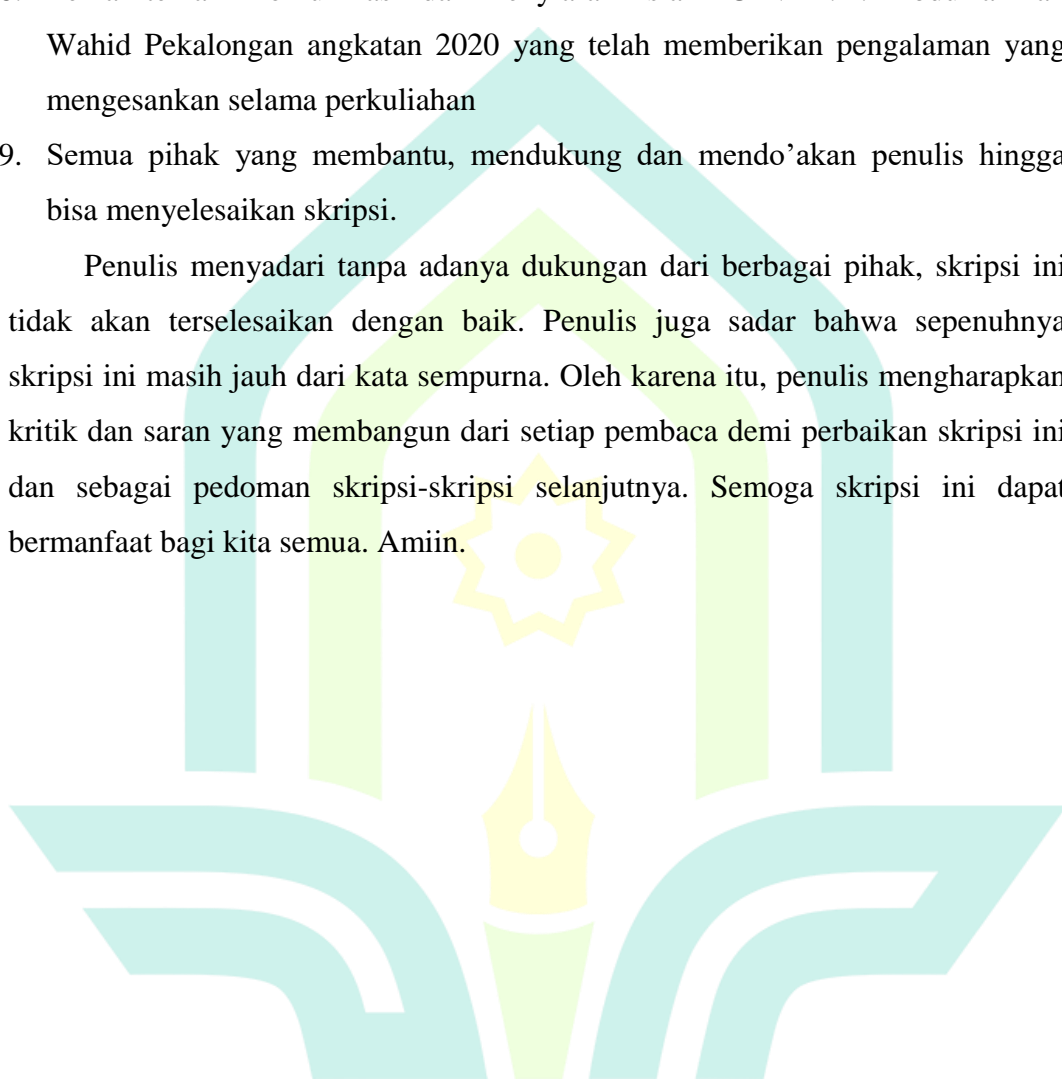 Wahid Pekalongan angkatan 2020 yang telah memberikan pengalaman yang
mengesankan selama perkuliahan
9. Semua pihak yang membantu, mendukung dan mendo’akan penulis hingga
bisa menyelesaikan skripsi.
Penulis menyadari tanpa adanya dukungan dari berbagai pihak, skripsi ini
tidak akan terselesaikan dengan baik. Penulis juga sadar bahwa sepenuhnya
skripsi ini masih jauh dari kata sempurna. Oleh karena itu, penulis mengharapkan
kritik dan saran yang membangun dari setiap pembaca demi perbaikan skripsi ini
dan sebagai pedoman skripsi-skripsi selanjutnya. Semoga skripsi ini dapat
bermanfaat bagi kita semua. Amiin.